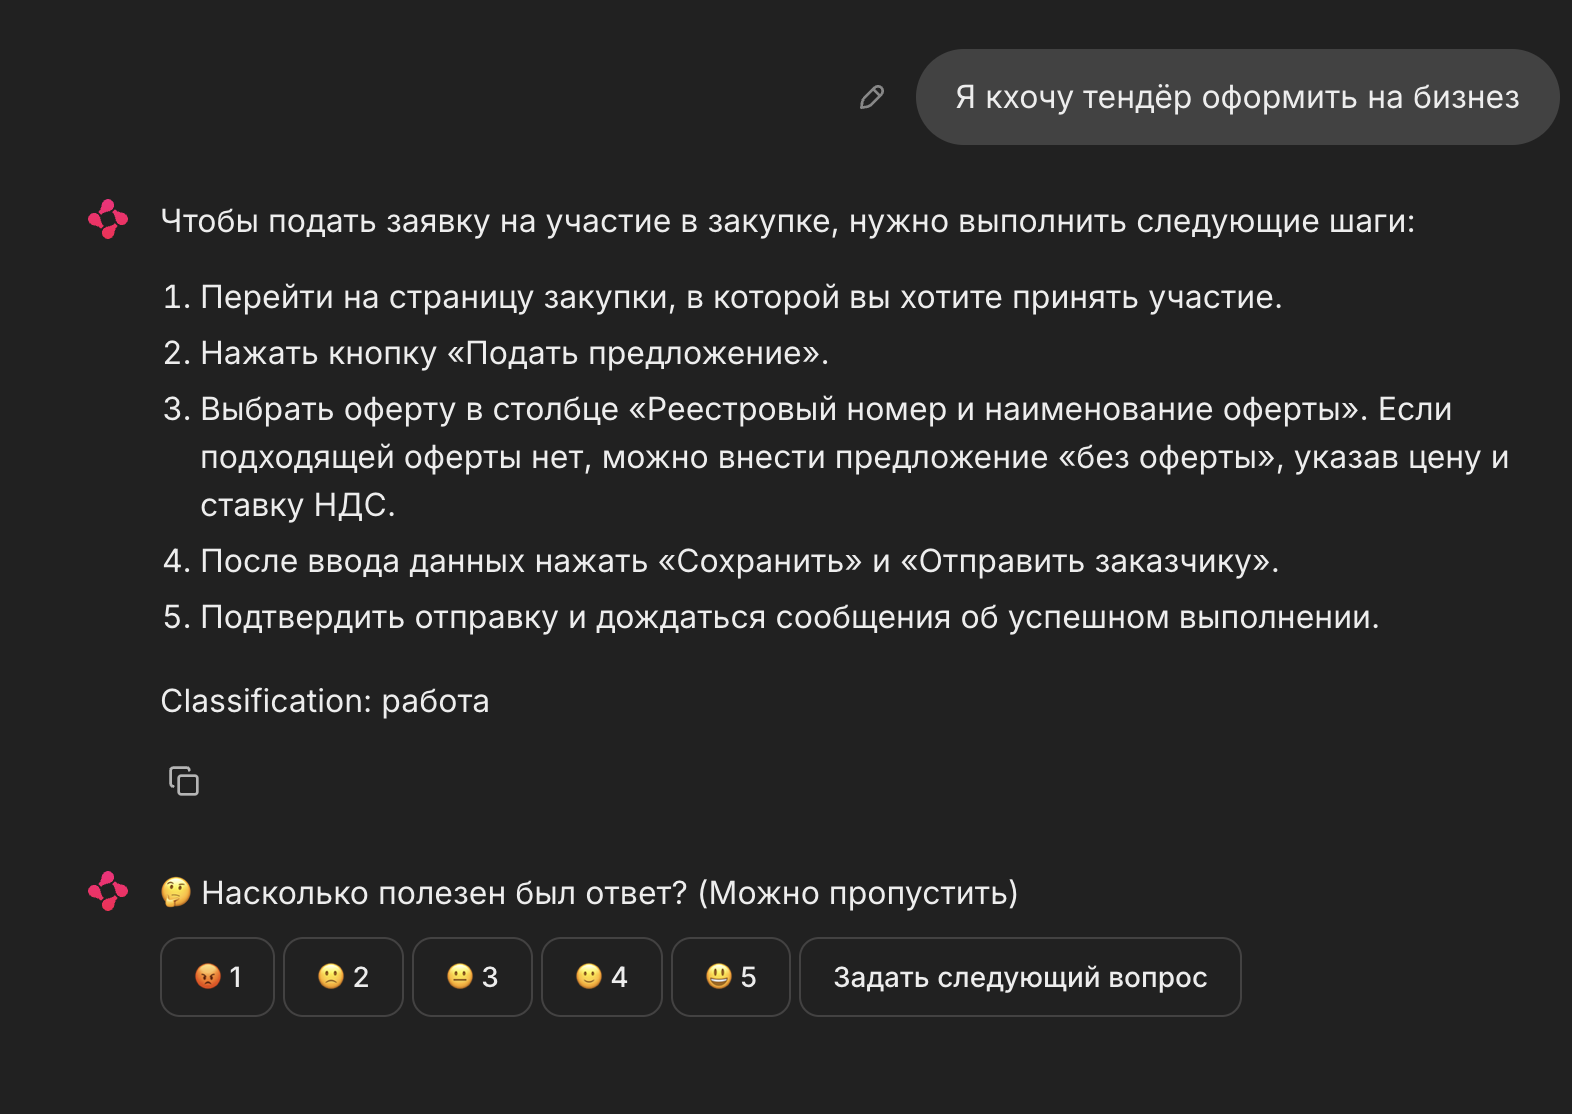 Я кхочу тендёр оформить на бизнез
Чтобы подать заявку на участие в закупке, нужно выполнить следующие шаги:
1. Перейти на страницу закупки, в которой вы хотите принять участие.
2. Нажать кнопку «Подать предложение».
3. Выбрать оферту в столбце «Реестровый номер и наименование оферты». Если
подходящей оферты нет, можно внести предложение «без оферты», указав цену и
ставку НДС.
4. После ввода данных нажать «Сохранить» и «Отправить заказчику».
5. Подтвердить отправку и дождаться сообщения об успешном выполнении.
Classification: работа
🤔 Насколько полезен был ответ? (Можно пропустить)
😡 1 🙁 2 😐 3 🙂 4 😃 5 Задать следующий вопрос